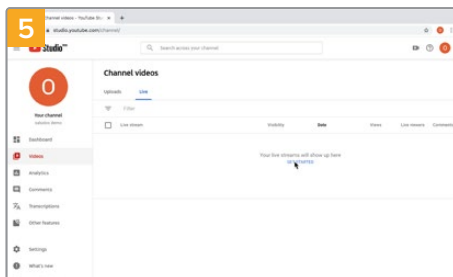 5
Channel videos - YouTube St
studio.youtube.com/channel/
Studio
Search across your channel
O
O
Channel videos
Your channel
Uploads
Live
Filter
Live stream
Visibility
Date
Views
Live viewers
Comments
Your live streams will show up here
GET STARTED
Dashboard
Videos
Analytics
Comments
Transcriptions
Other features
Settings
What's new